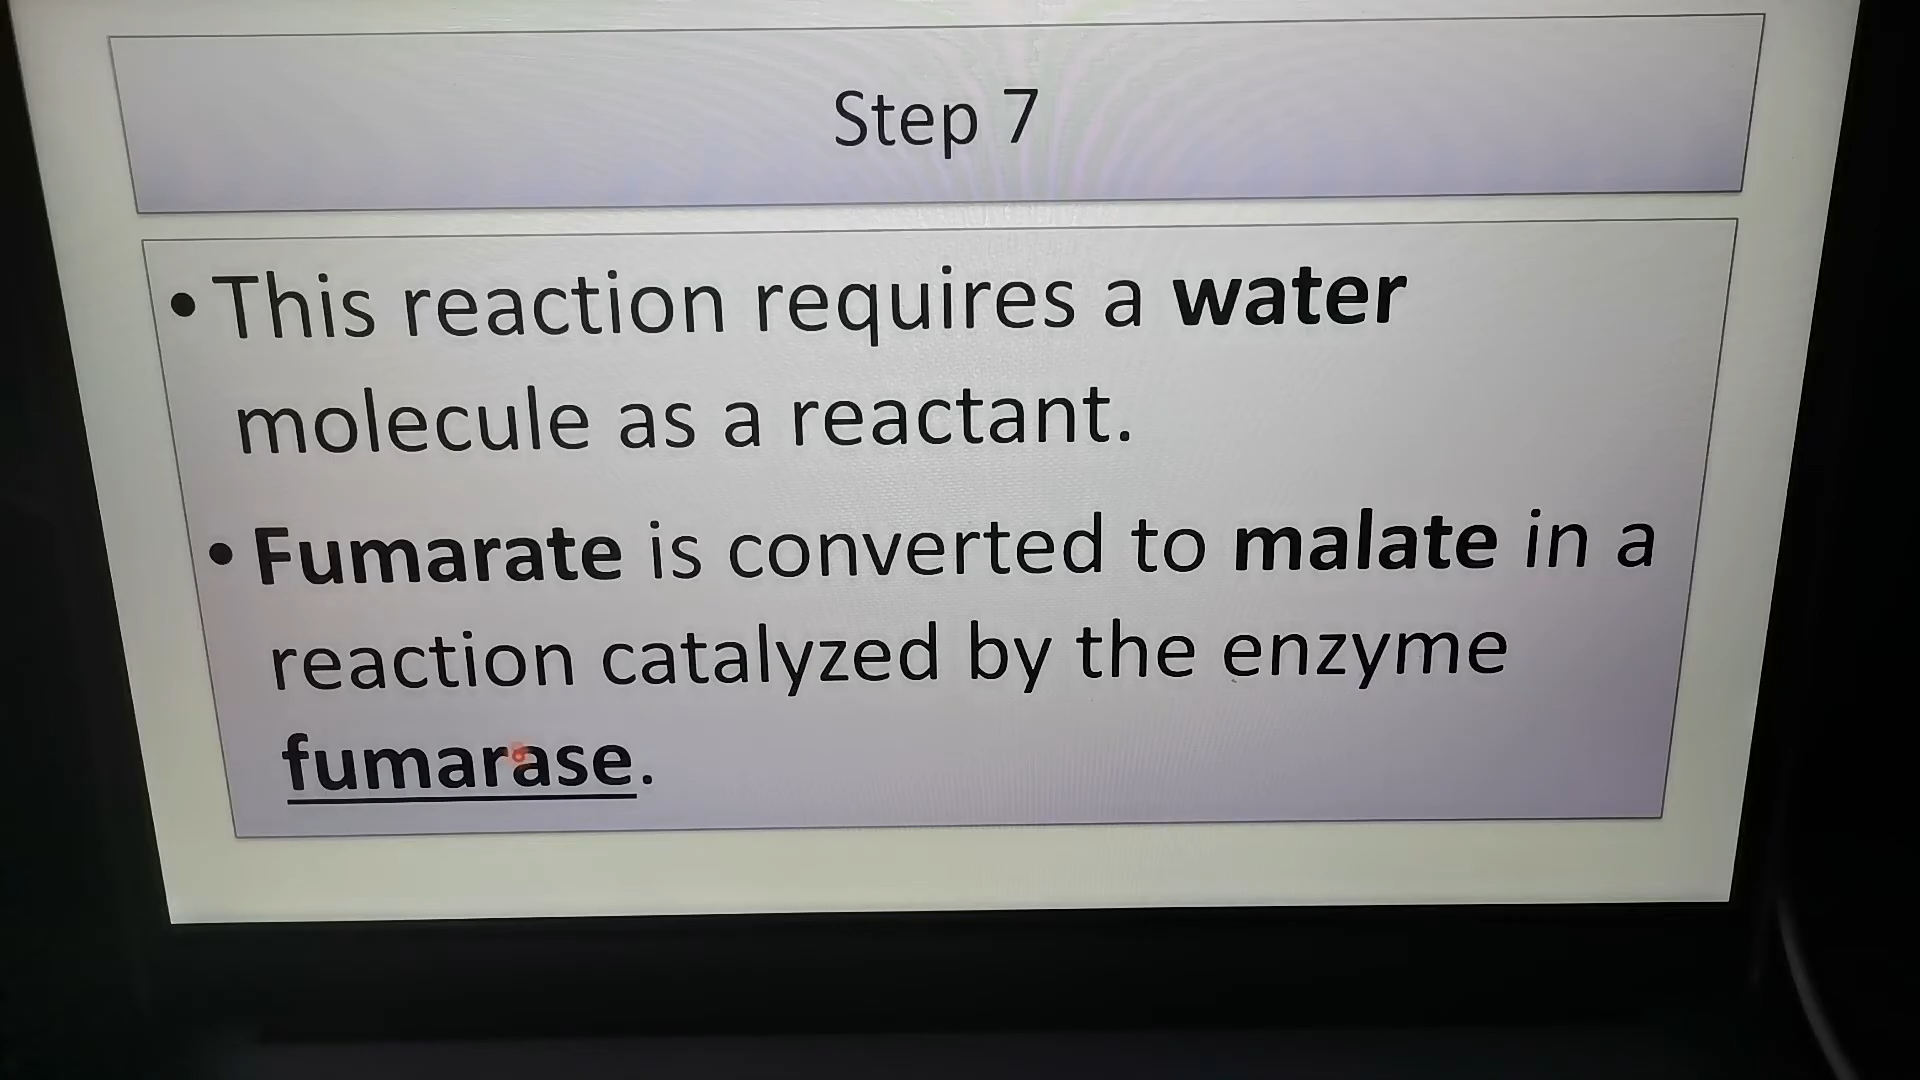 Step 7
• This reaction requires a water
molecule as a reactant.
• Fumarate is converted to malate in a
reaction catalyzed by the enzyme
fumarase.